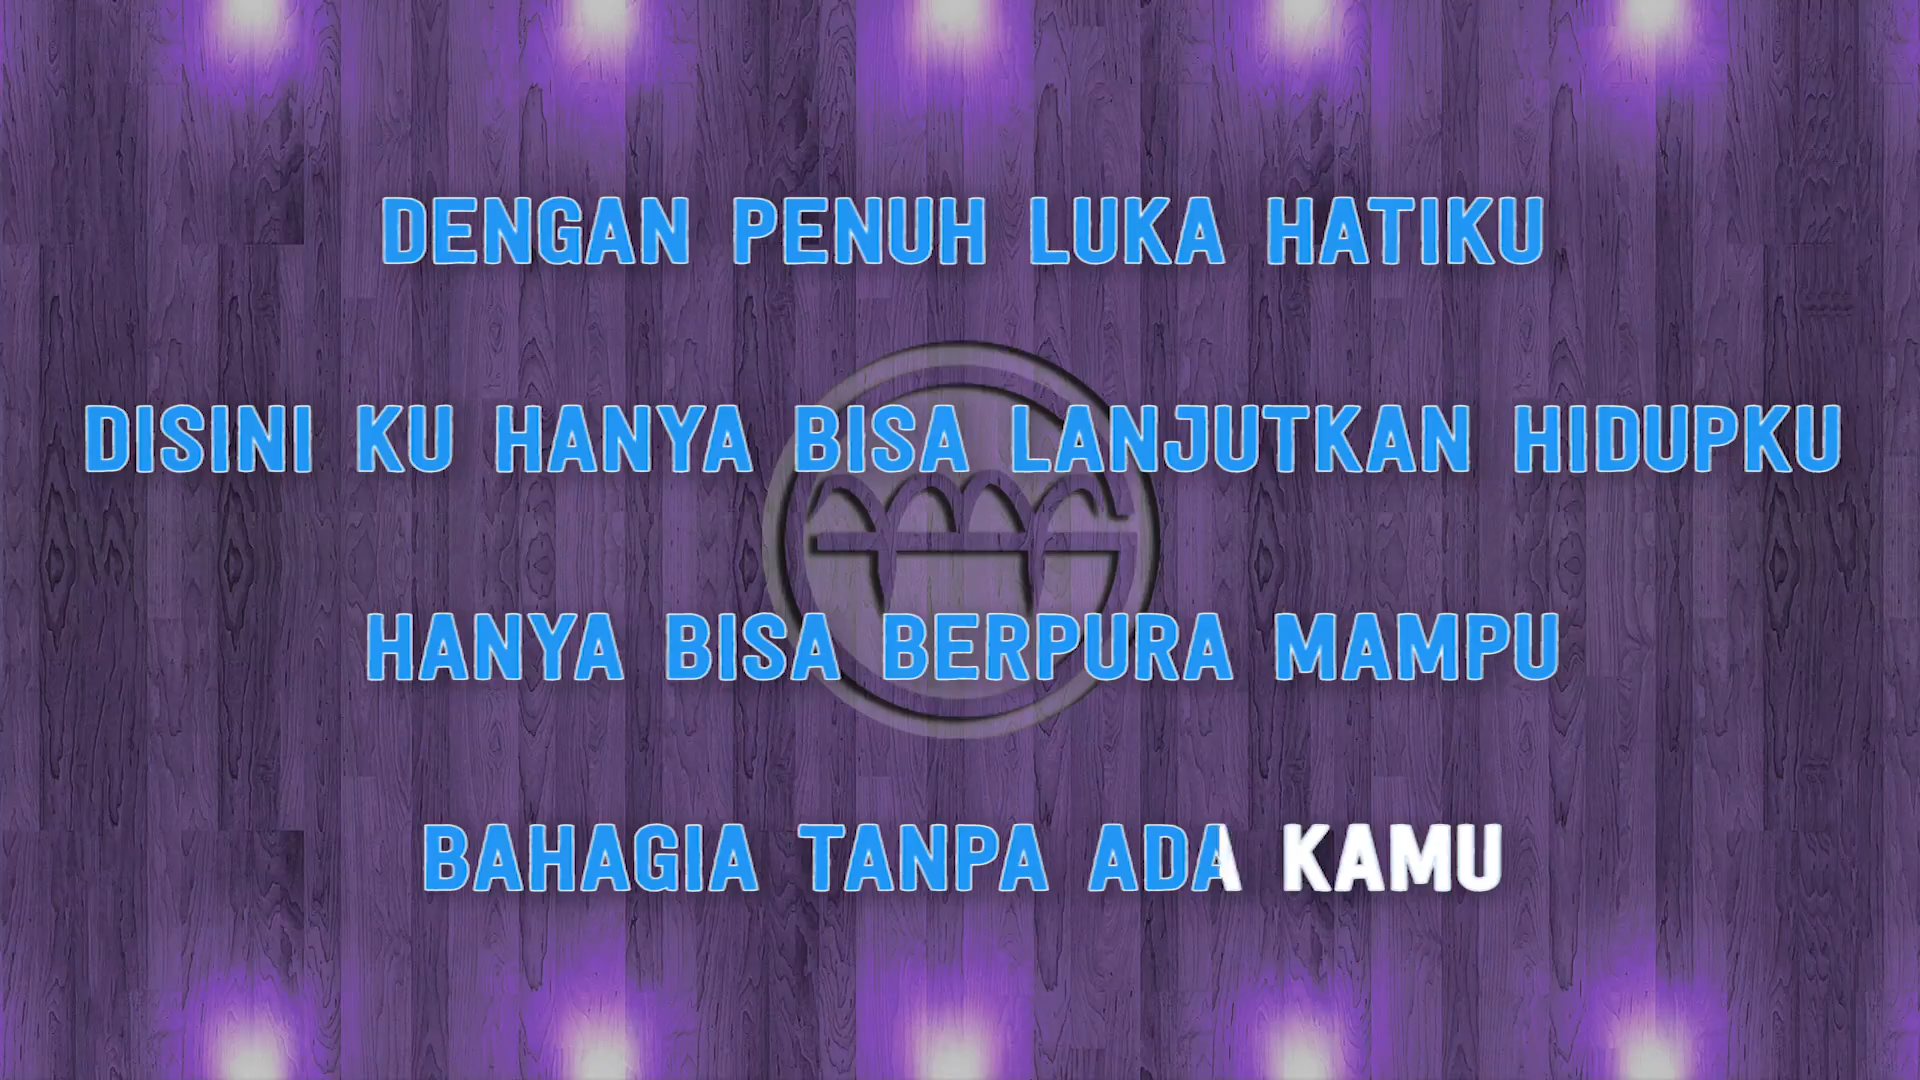 DENGAN PENUH LUKA HATIKU
DISINI KU HANYA BISA LANJUTKAN HIDUPKU
HANYA BISA BERPURA MAMPU
BAHAGIA TANPA ADA KAMU